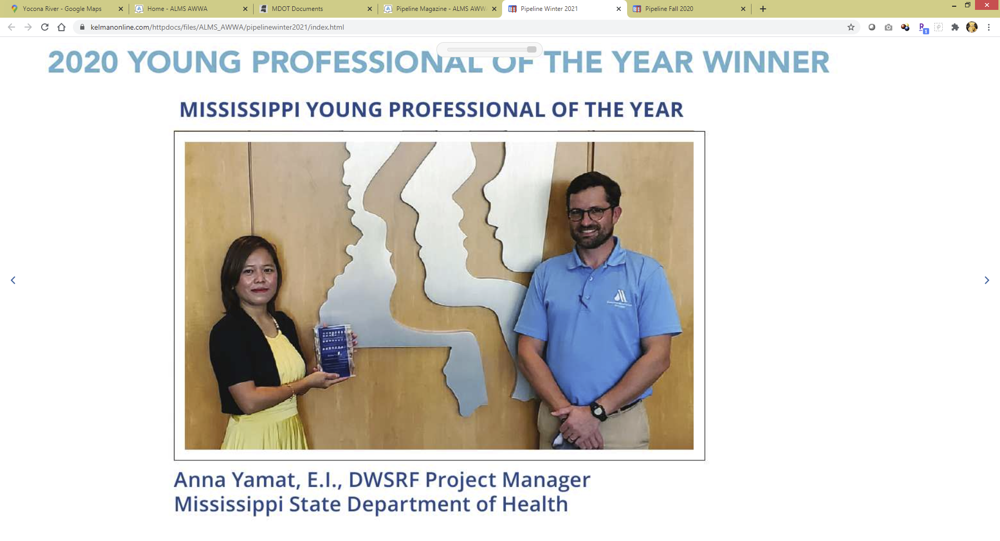 Yocona River - Google Maps
Home - ALMS AWWA
MDOT Documents
Pipeline Magazine - ALMS AWW
Pipeline Winter 2021
Pipeline Fall 2020
kelmanonline.com/httpdocs/files/ALMS_AWWA/pipelinewinter2021/index.html
1
2020 YOUNG PROFESSIONAL OF THE YEAR WINNER
MISSISSIPPI YOUNG PROFESSIONAL OF THE YEAR
Anna Yamat, E.I., DWSRF Project Manager
Mississippi State Department of Health